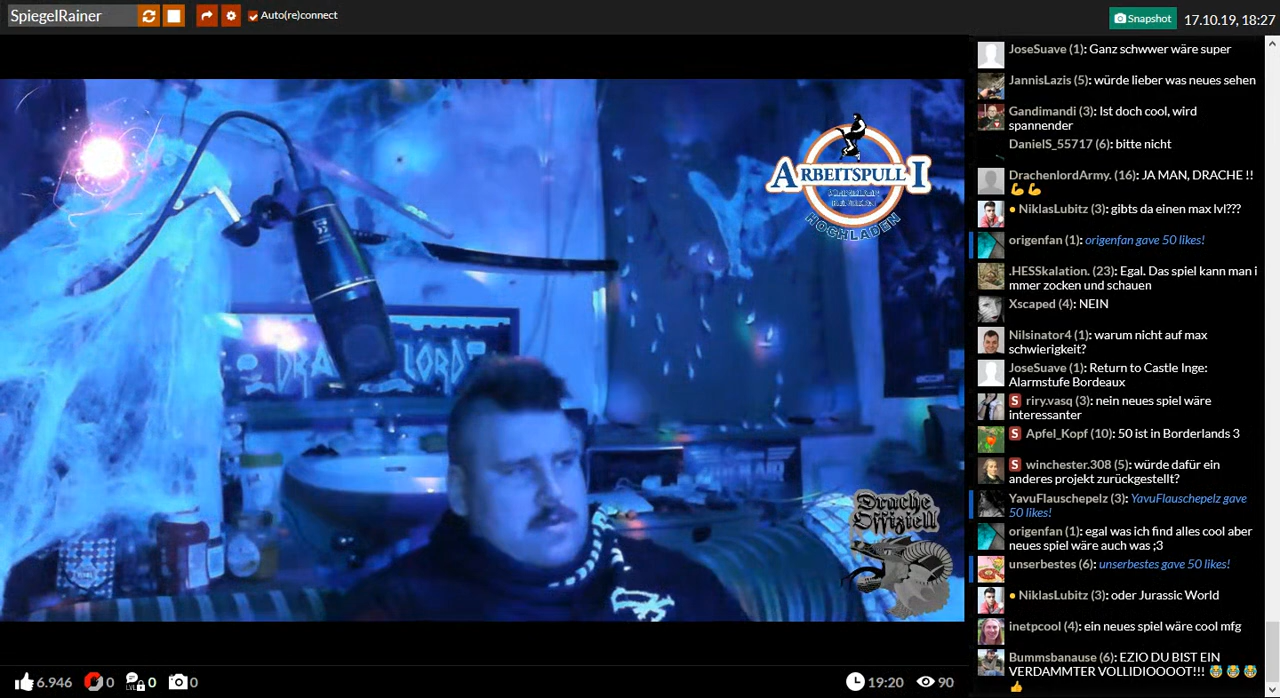 SpiegelRainer
Auto(re)connect
Snapshot
17.10.19, 18:27
ARBEITSPULLI
HOCHLADEN
DRA
LORD
Drache
Offiziell
6.946
0
0
0
19:20
90
JoseSuave (1): Ganz schwwer wäre super
JannisLazis (5): würde lieber was neues sehen
Gandimandi (3): Ist doch cool, wird
spannender
DanielS_55717 (6): bitte nicht
DrachenlordArmy. (16): JA MAN, DRACHE !!
💪💪
NiklasLubitz (3): gibts da einen max lvl???
origenfan (1): origenfan gave 50 likes!
.HESSkalation. (23): Egal. Das spiel kann man i
mmer zocken und schauen
Xscaped (4): NEIN
Nilsinator4 (1): warum nicht auf max
schwierigkeit?
JoseSuave (1): Return to Castle Inge:
Alarmstufe Bordeaux
S riry.vasq (3): nein neues spiel wäre
interessanter
S Apfel_Kopf (10): 50 ist in Borderlands 3
S winchester.308 (5): würde dafür ein
anderes projekt zurückgestellt?
YavuFlauschepelz (3): YavuFlauschepelz gave
50 likes!
origenfan (1): egal was ich find alles cool aber
neues spiel wäre auch was ;3
unserbestes (6): unserbestes gave 50 likes!
NiklasLubitz (3): oder Jurassic World
inetpcool (4): ein neues spiel wäre cool mfg
Bummsbanause (6): EZIO DU BIST EIN
VERDAMMTER VOLLIDIOOOOT!!! 😭😭😭
👍